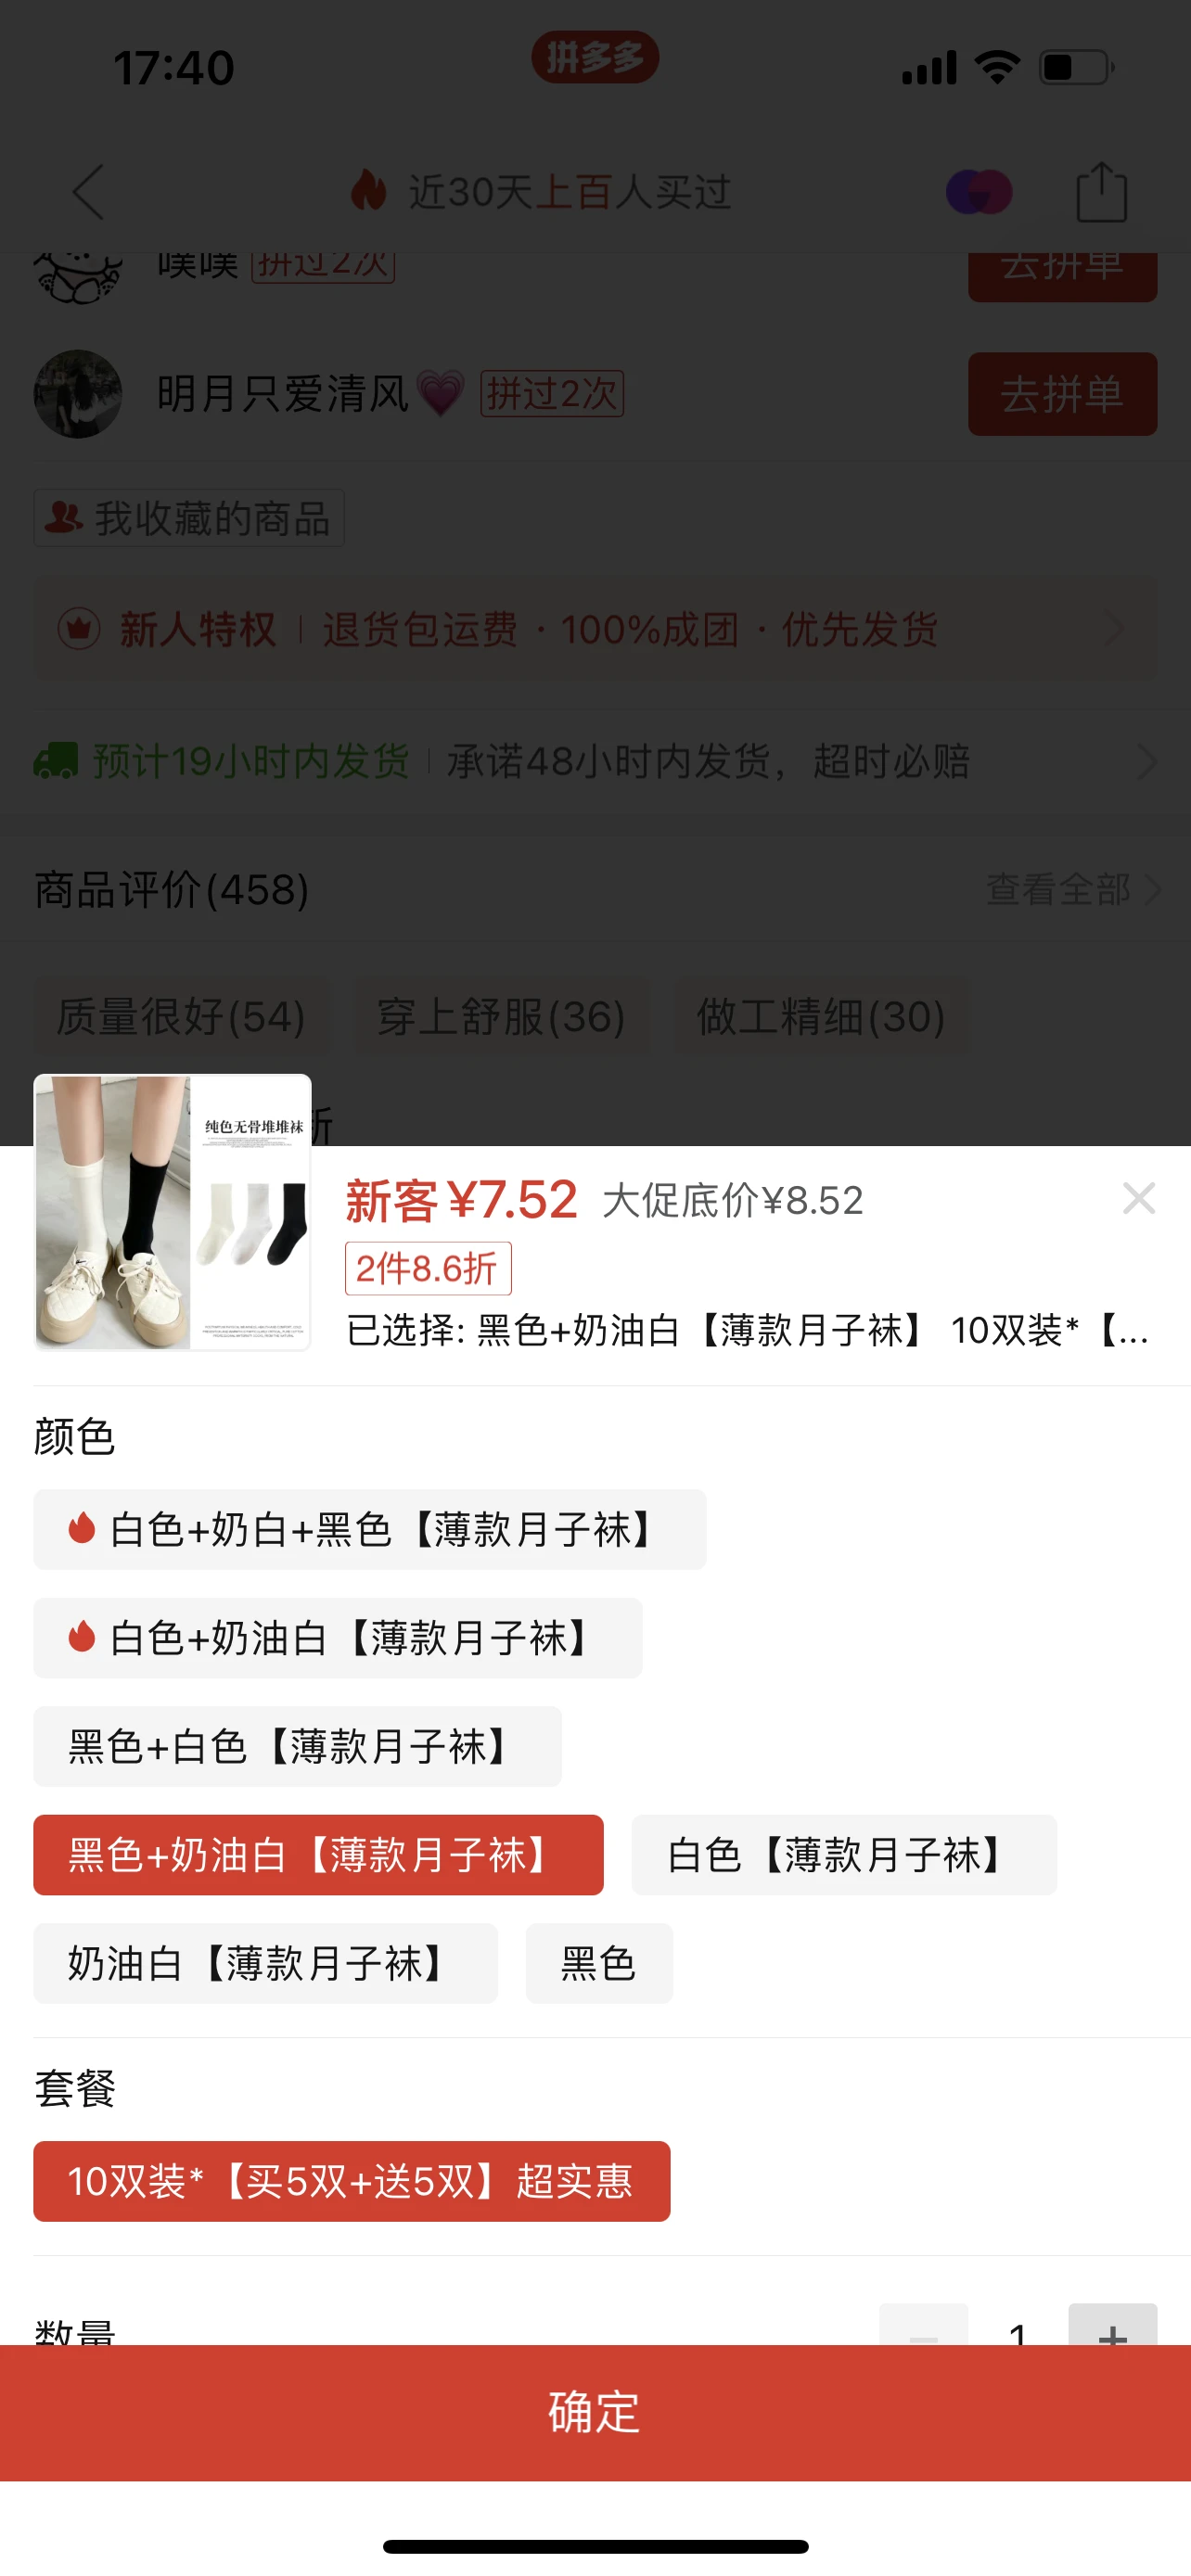 17:40
拼多多
近30天上百人买过
噗噗 拼过2次 去拼单
明月只爱清风💗 拼过2次 去拼单
我收藏的商品
新人特权 | 退货包运费 · 100%成团 · 优先发货
预计19小时内发货 | 承诺48小时内发货，超时必赔
商品评价(458) 查看全部
质量很好(54) 穿上舒服(36) 做工精细(30)
纯色无骨堆堆袜
新客¥7.52 大促底价¥8.52
2件8.6折
已选择: 黑色+奶油白【薄款月子袜】 10双装*【...
颜色
白色+奶白+黑色【薄款月子袜】
白色+奶油白【薄款月子袜】
黑色+白色【薄款月子袜】
黑色+奶油白【薄款月子袜】 白色【薄款月子袜】
奶油白【薄款月子袜】 黑色
套餐
10双装*【买5双+送5双】超实惠
数量 − 1 +
确定